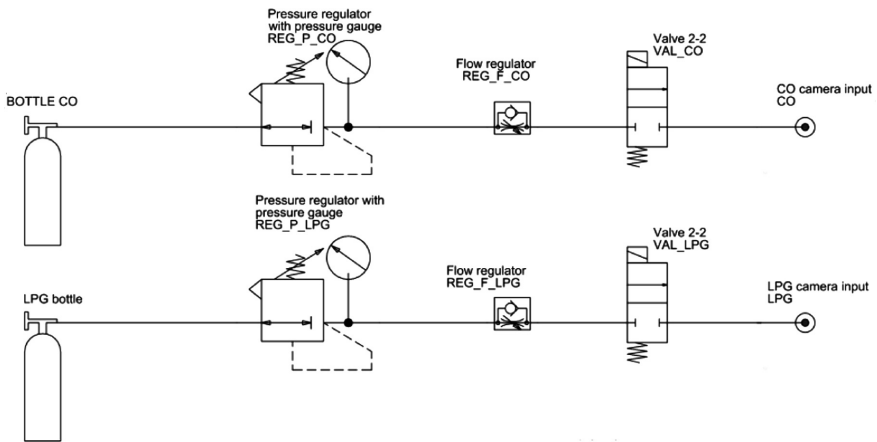 Pressure regulator
with pressure gauge
REG_P_CO
Valve 2-2
VAL_CO
Flow regulator
REG_F_CO
BOTTLE CO
CO camera input
CO
Pressure regulator with
pressure gauge
REG_P_LPG
Valve 2-2
VAL_LPG
Flow regulator
REG_F_LPG
LPG bottle
LPG camera input
LPG